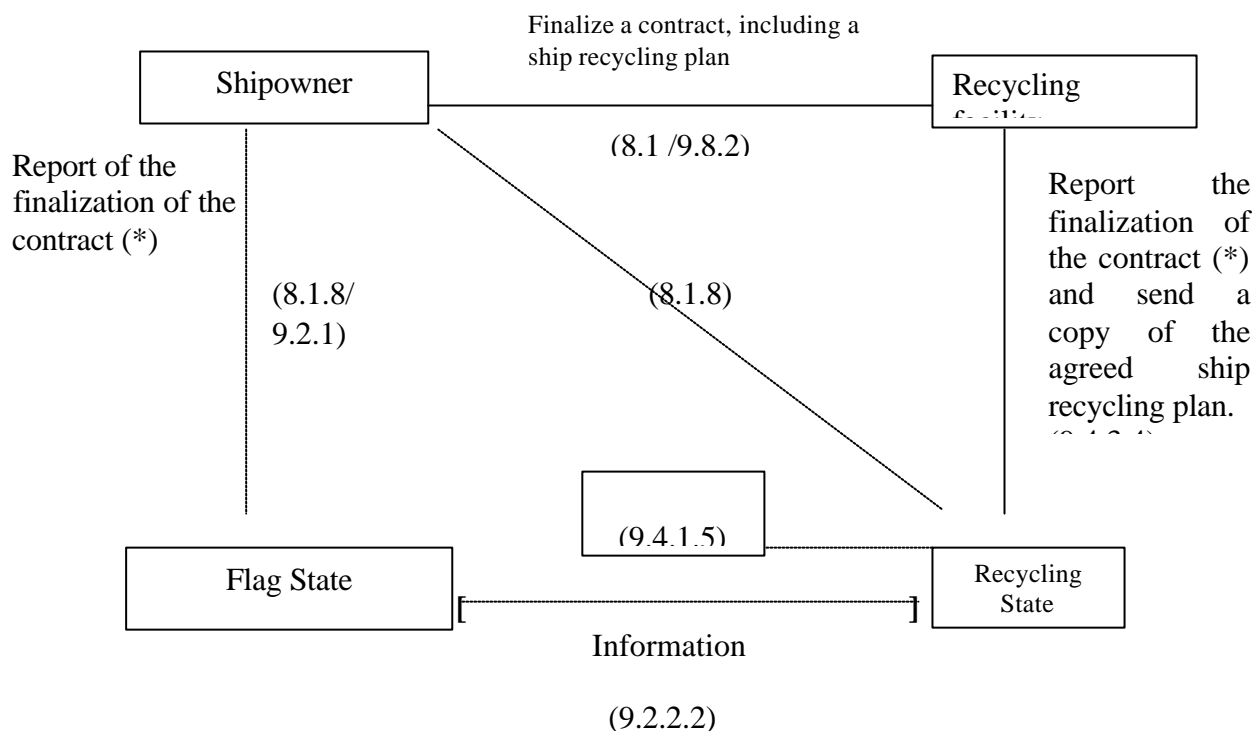 Finalize a contract, including a
ship recycling plan
Shipowner
Recycling
facility
(8.1 /9.8.2)
Report of the
finalization of the
contract (*)
(8.1.8/
9.2.1)
(8.1.8)
Report the
finalization of
the contract (*)
and send a
copy of the
agreed ship
recycling plan.
(9.4.1.5)
Flag State
Recycling
State
[ ]
Information
(9.2.2.2)